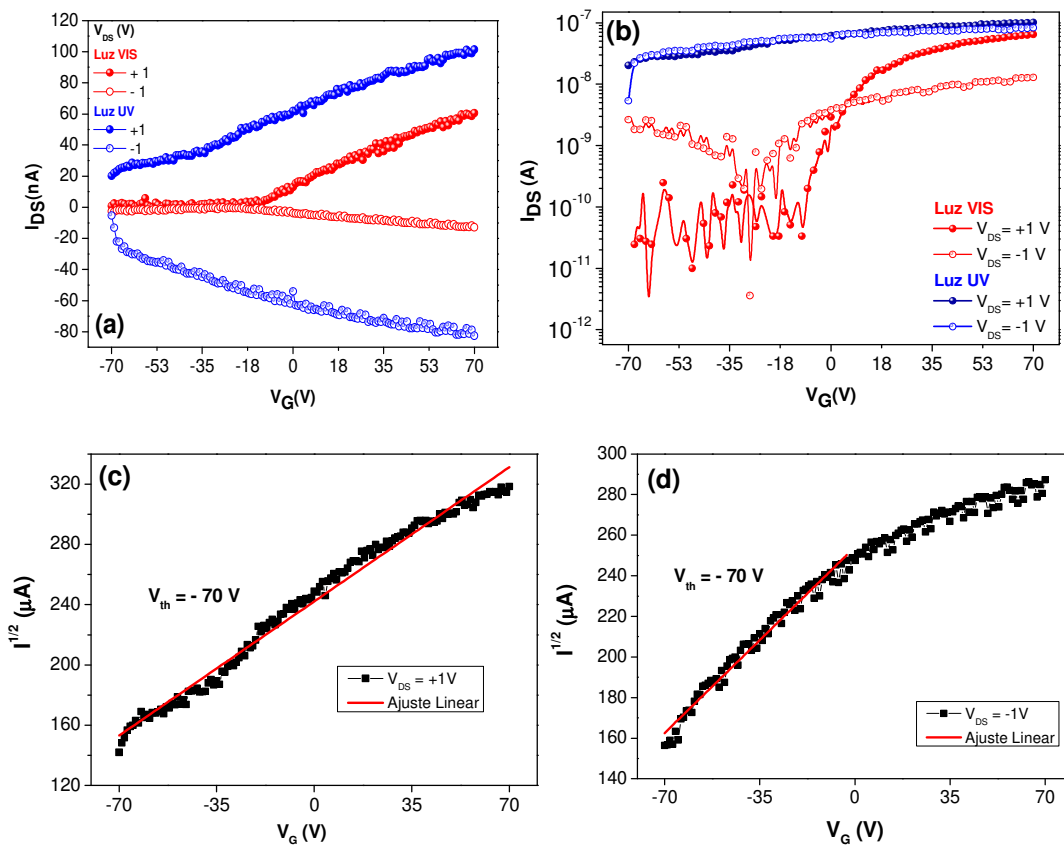 (a)
V_DS (V)
Luz VIS
+ 1
- 1
Luz UV
+1
-1
I_DS(nA)
120
100
80
60
40
20
0
-20
-40
-60
-80
-70 -53 -35 -18 0 18 35 53 70
V_G(V)
(b)
I_DS(A)
10^-7
10^-8
10^-9
10^-10
10^-11
10^-12
Luz VIS
V_DS= +1 V
V_DS= -1 V
Luz UV
V_DS= +1 V
V_DS= -1 V
-70 -53 -35 -18 0 18 35 53 70
V_G(V)
(c)
I^1/2 (µA)
320
280
240
200
160
120
V_th = - 70 V
V_DS = +1V
Ajuste Linear
-70 -35 0 35 70
V_G (V)
(d)
I^1/2 (µA)
300
280
260
240
220
200
180
160
140
V_th = - 70 V
V_DS = -1V
Ajuste Linear
-70 -35 0 35 70
V_G (V)